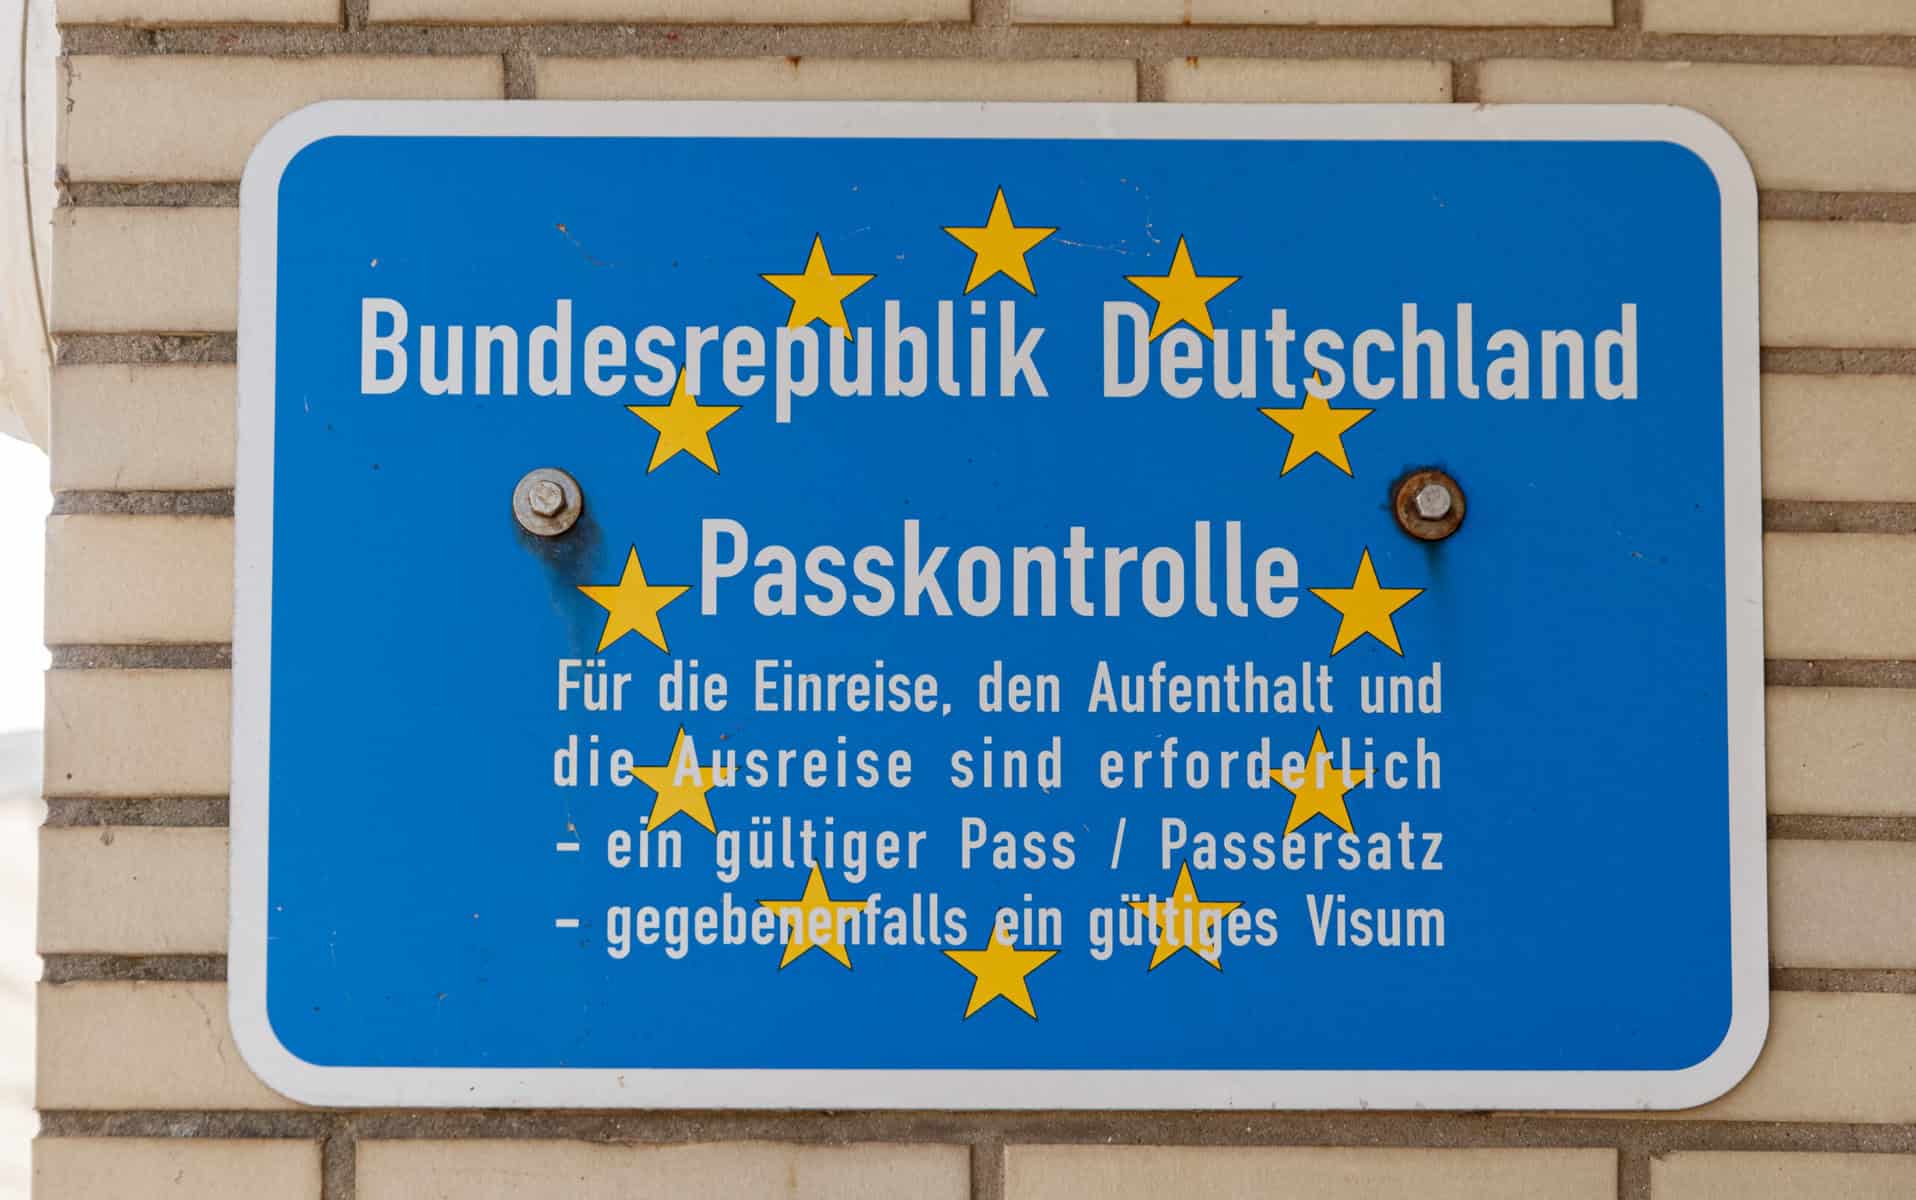 Bundesrepublik Deutschland
Passkontrolle
Für die Einreise, den Aufenthalt und
die Ausreise sind erforderlich
- ein gültiger Pass / Passersatz
- gegebenenfalls ein gültiges Visum